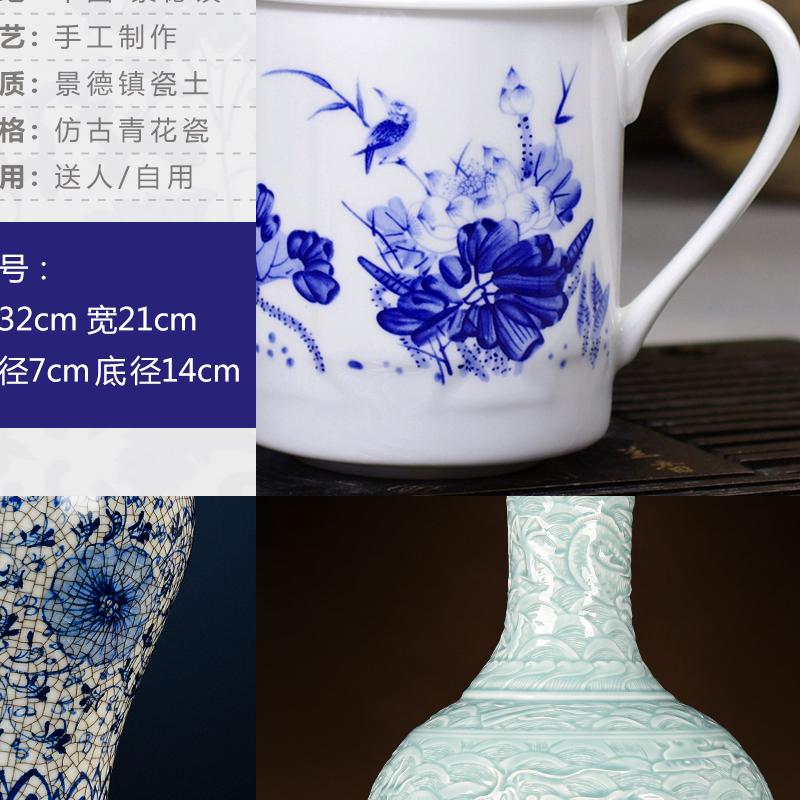 艺：手工制作
质：景德镇瓷土
格：仿古青花瓷
用：送人/自用
号：
32cm 宽21cm
径7cm 底径14cm